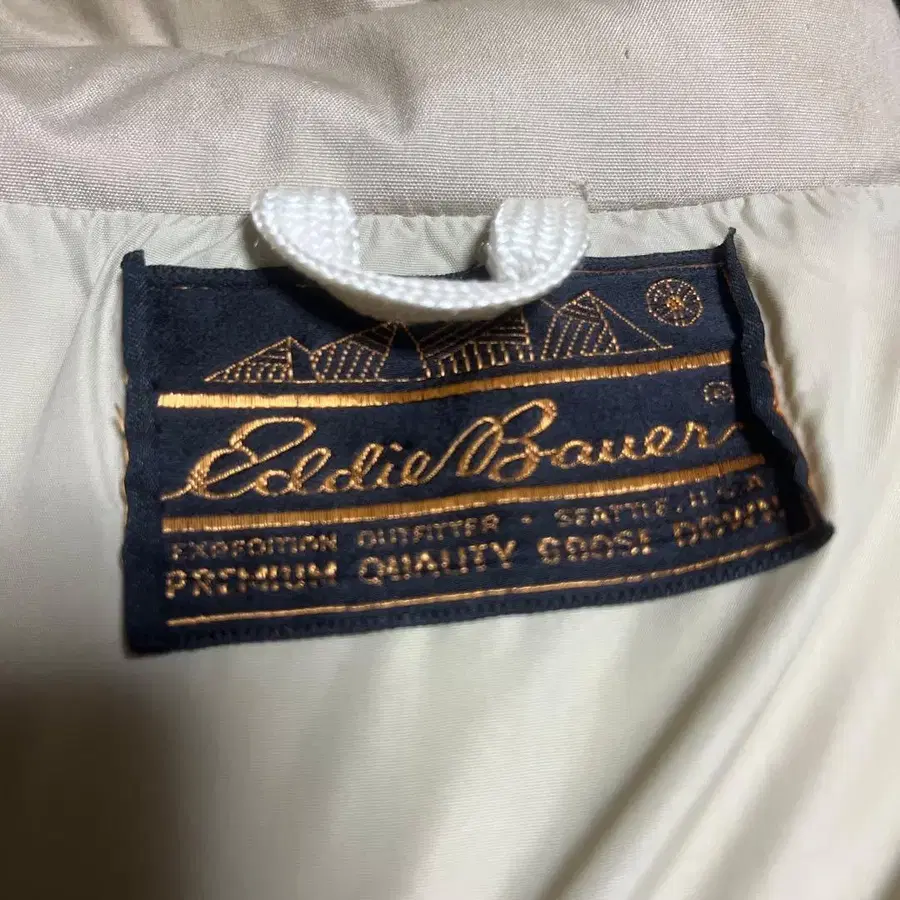 Eddie Bauer ®
EXPEDITION OUTFITTER - SEATTLE, U.S.A
PREMIUM QUALITY GOOSE DOWN